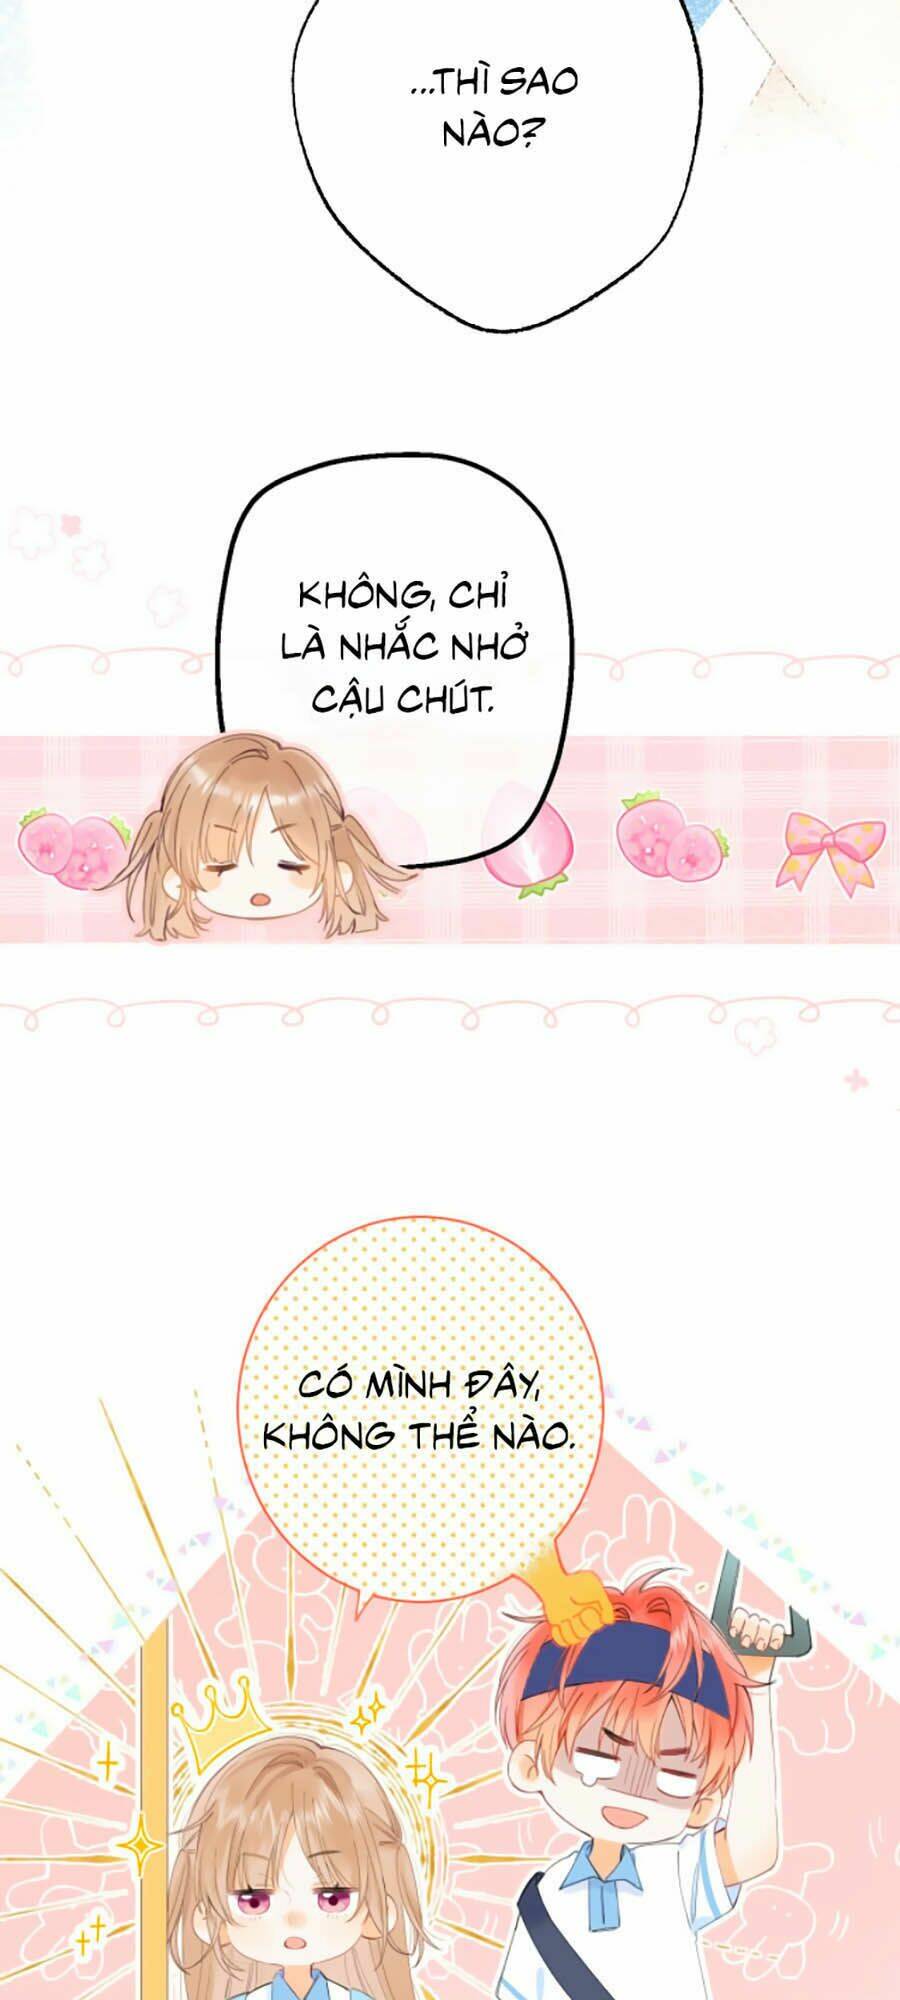 ...THÌ SAO
NÀO?
KHÔNG, CHỈ
LÀ NHẮC NHỞ
CẬU CHÚT.
CÓ MÌNH ĐÂY,
KHÔNG THỂ NÀO.